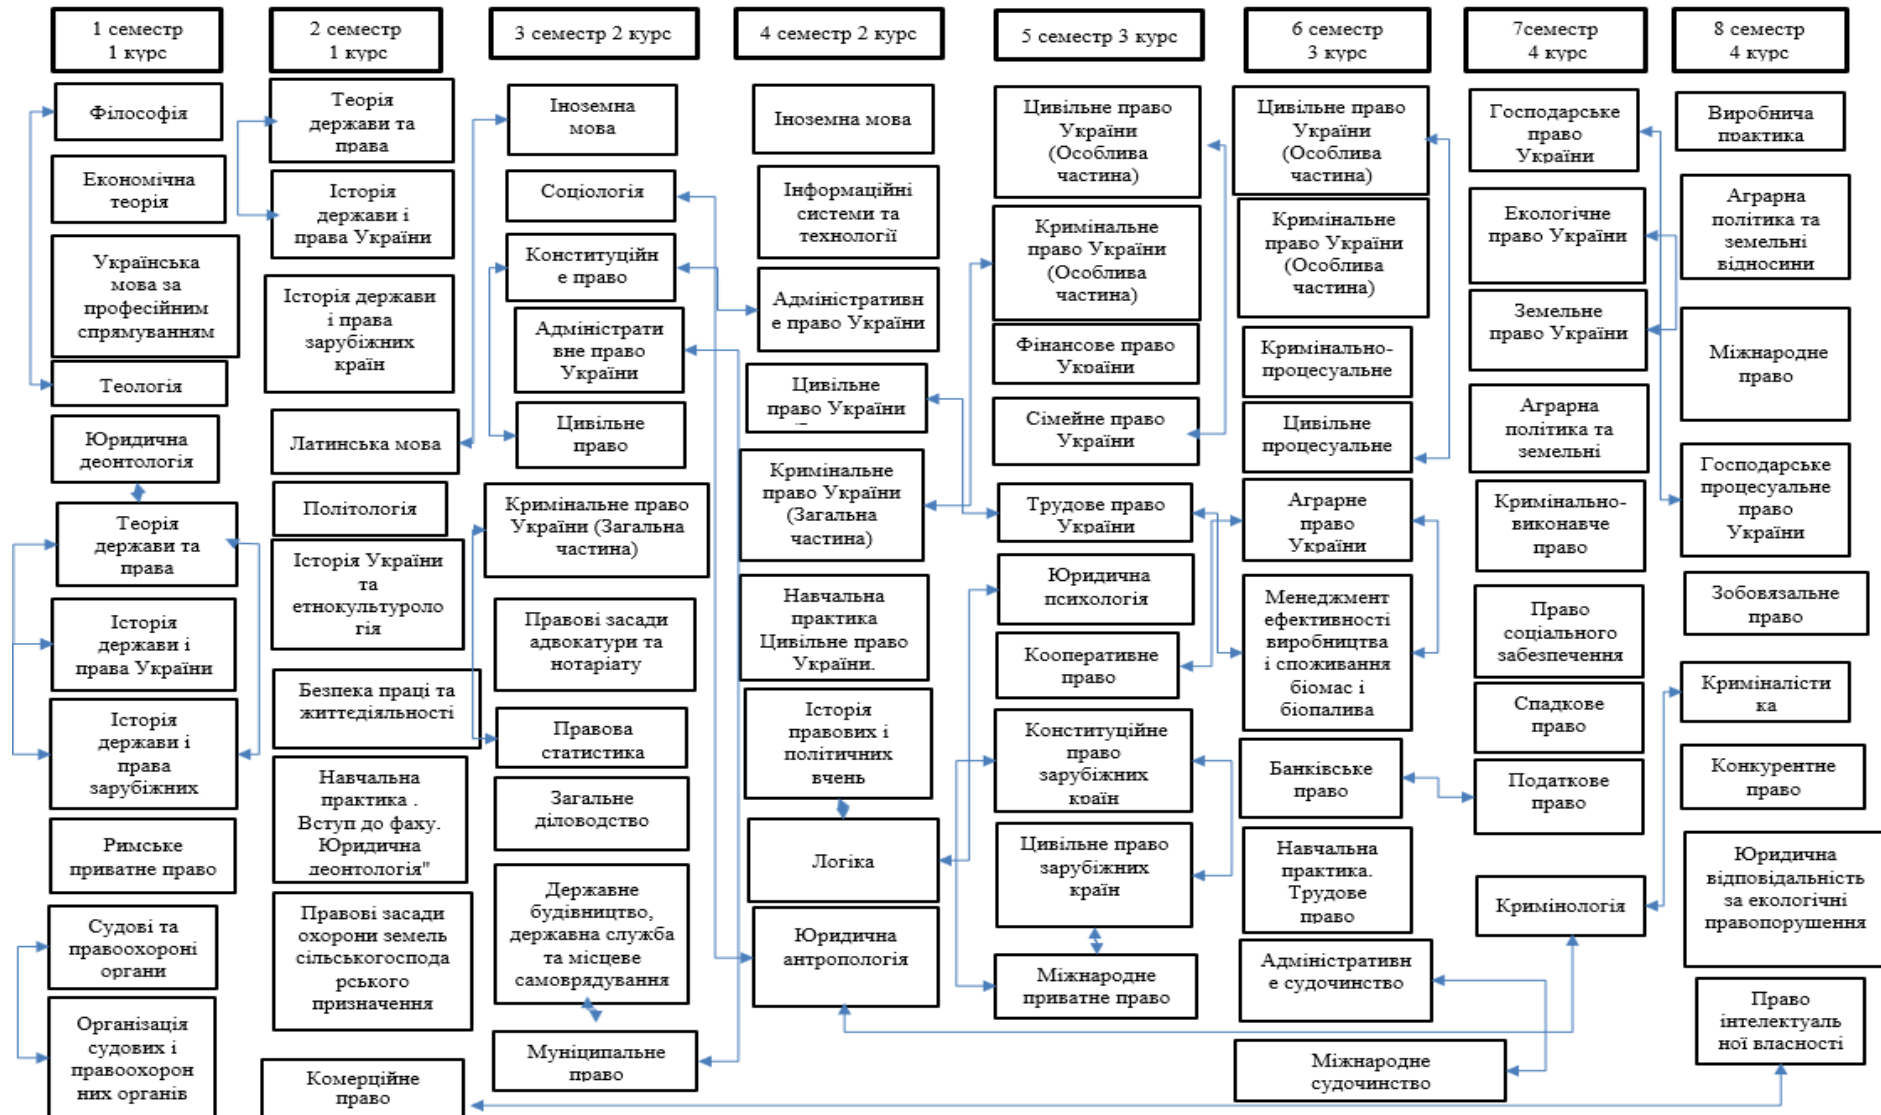 1 семестр
1 курс
2 семестр
1 курс
3 семестр 2 курс
4 семестр 2 курс
5 семестр 3 курс
6 семестр
3 курс
7семестр
4 курс
8 семестр
4 курс
Філософія
Економічна
теорія
Українська
мова за
професійним
спрямуванням
Теологія
Юридична
деонтологія
Теорія
держави та
права
Історія
держави і
права України
Історія
держави і
права
зарубіжних
Римське
приватне право
Судові та
правоохороні
органи
Організація
судових і
правоохорон
них органів
Теорія
держави та
права
Історія
держави і
права України
Історія держави
і права
зарубіжних
країн
Латинська мова
Політологія
Історія України
та
етнокультуроло
гія
Безпека праці та
життєдіяльності
Навчальна
практика .
Вступ до фаху.
Юридична
деонтологія"
Правові засади
охорони земель
сільськогоспода
рського
призначення
Комерційне
право
Іноземна
мова
Соціологія
Конституційн
е право
Адміністрати
вне право
України
Цивільне
право
Кримінальне право
України (Загальна
частина)
Правові засади
адвокатури та
нотаріату
Правова
статистика
Загальне
діловодство
Державне
будівництво,
державна служба
та місцеве
самоврядування
Муніципальне
право
Іноземна мова
Інформаційні
системи та
технології
Адміністративн
е право України
Цивільне
право України
Кримінальне
право України
(Загальна
частина)
Навчальна
практика
Цивільне право
України.
Історія
правових і
політичних
вчень
Логіка
Юридична
антропологія
Цивільне право
України
(Особлива
частина)
Кримінальне
право України
(Особлива
частина)
Фінансове право
України
Сімейне право
України
Трудове право
України
Юридична
психологія
Кооперативне
право
Конституційне
право
зарубіжних
країн
Цивільне право
зарубіжних
країн
Міжнародне
приватне право
Цивільне право
України
(Особлива
частина)
Кримінальне
право України
(Особлива
частина)
Кримінально-
процесуальне
Цивільне
процесуальне
Аграрне
право
України
Менеджмент
ефективності
виробництва
і споживання
біомас і
біопалива
Банківське
право
Навчальна
практика.
Трудове
право
Адміністративн
е судочинство
Міжнародне
судочинство
Господарське
право
України
Екологічне
право України
Земельне
право України
Аграрна
політика та
земельні
Кримінально-
виконавче
право
Право
соціального
забезпечення
Спадкове
право
Податкове
право
Кримінологія
Виробнича
практика
Аграрна
політика та
земельні
відносини
Міжнародне
право
Господарське
процесуальне
право
України
Зобовязальне
право
Криміналісти
ка
Конкурентне
право
Юридична
відповідальність
за екологічні
правопорушення
Право
інтелектуаль
ної власності